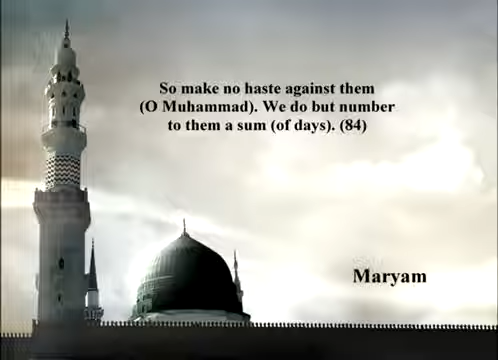 So make no haste against them
(O Muhammad). We do but number
to them a sum (of days). (84)
Maryam